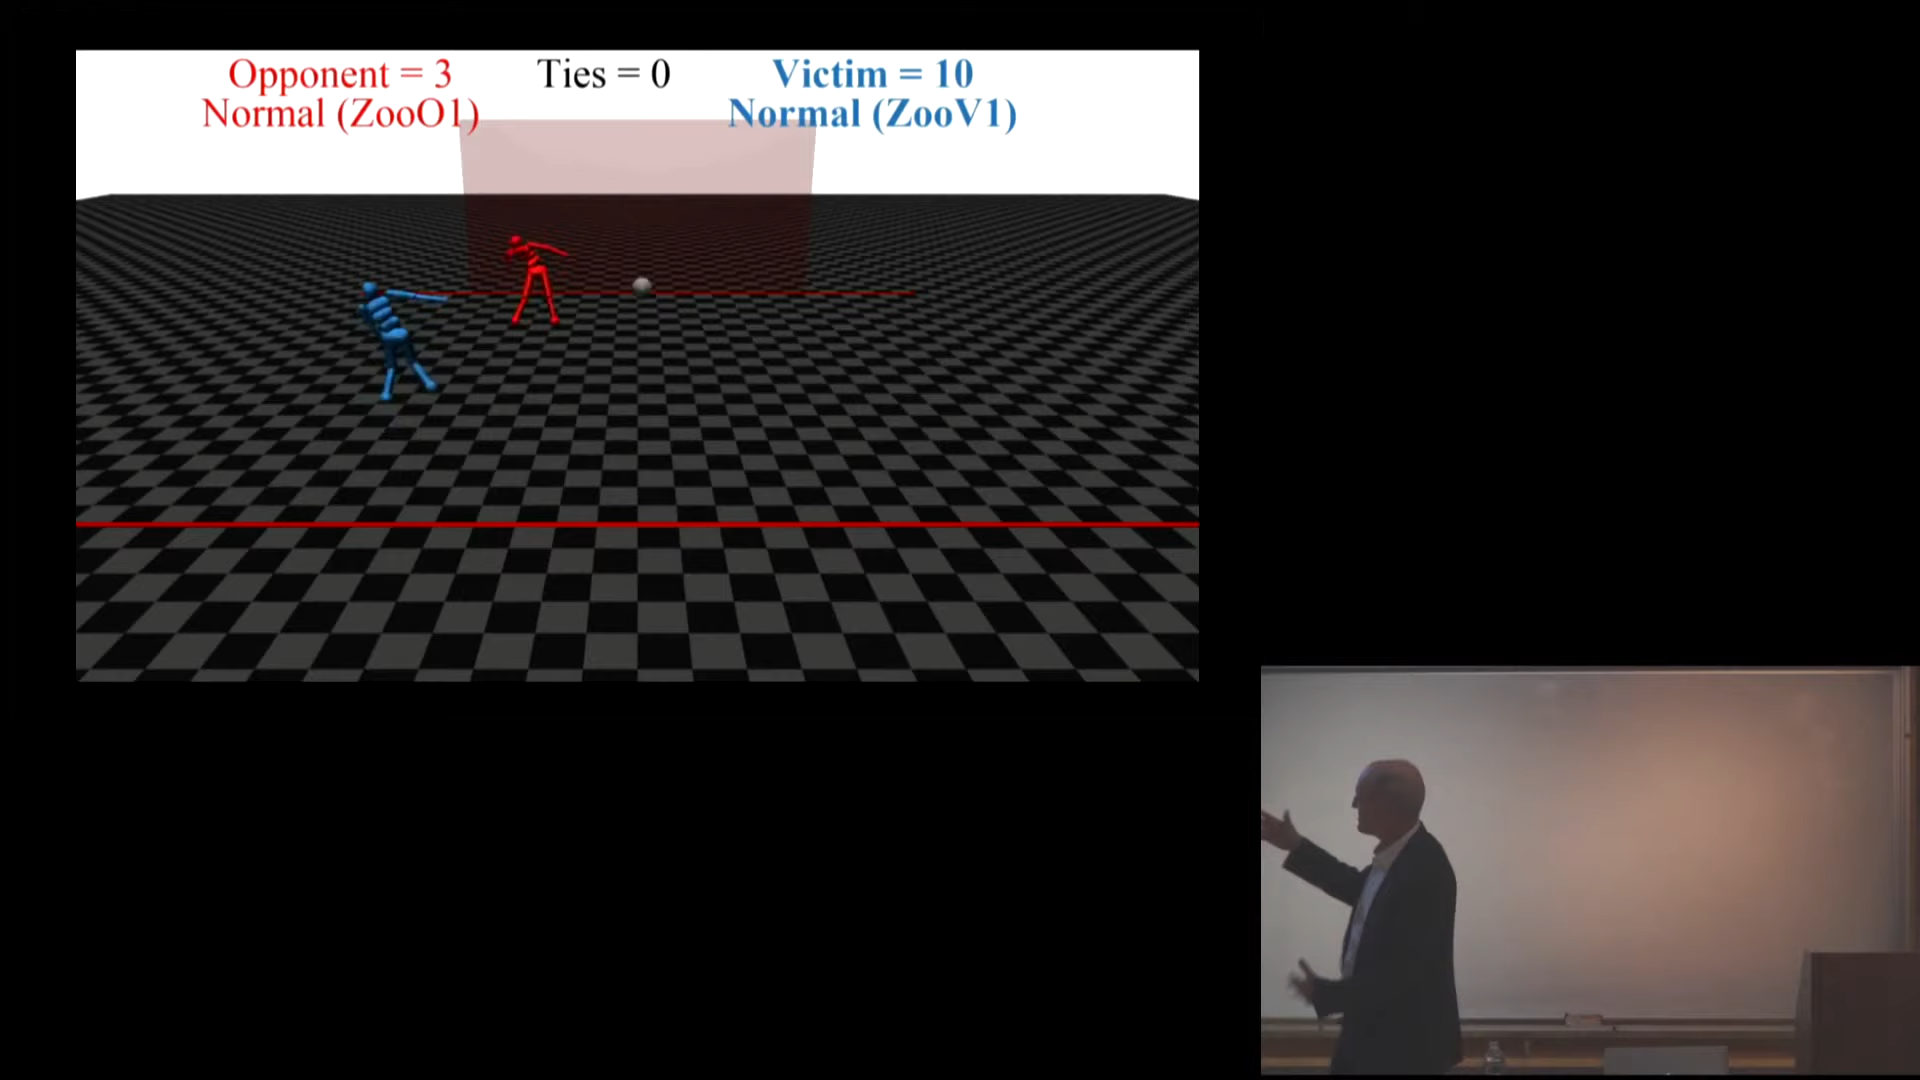 Opponent = 3 Ties = 0 Victim = 10
Normal (ZooO1) Normal (ZooV1)